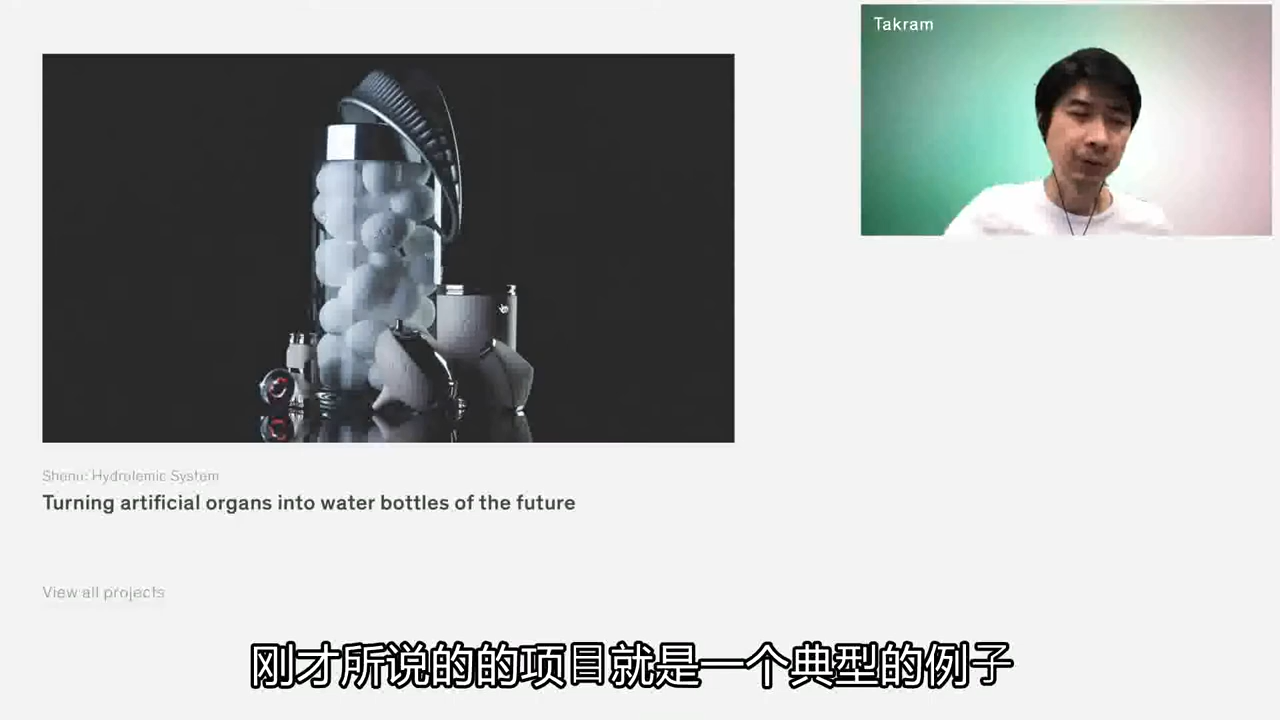 Takram
Shenu: Hydrolemic System
Turning artificial organs into water bottles of the future
View all projects
刚才所说的的项目就是一个典型的例子